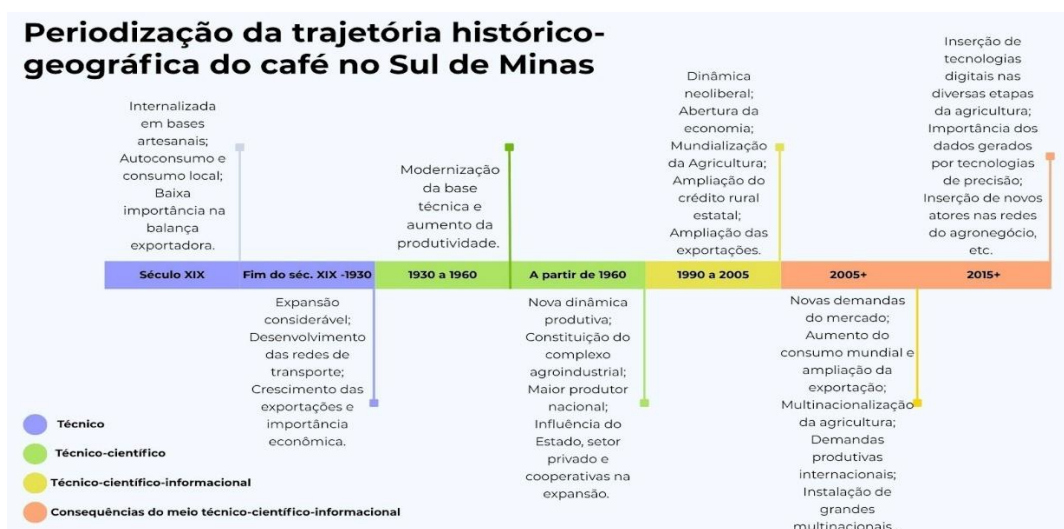 Periodização da trajetória histórico-
geográfica do café no Sul de Minas
Internalizada
em bases
artesanais;
Autoconsumo e
consumo local;
Baixa
importância na
balança
exportadora.
Modernização
da base
técnica e
aumento da
produtividade.
Dinâmica
neoliberal;
Abertura da
economia;
Mundialização
da Agricultura;
Ampliação do
crédito rural
estatal;
Ampliação das
exportações.
Inserção de
tecnologias
digitais nas
diversas etapas
da agricultura;
Importância dos
dados gerados
por tecnologias
de precisão;
Inserção de novos
atores nas redes
do agronegócio,
etc.
Século XIX
Fim do séc. XIX -1930
1930 a 1960
A partir de 1960
1990 a 2005
2005+
2015+
Expansão
considerável;
Desenvolvimento
das redes de
transporte;
Crescimento das
exportações e
importância
econômica.
Nova dinâmica
produtiva;
Constituição do
complexo
agroindustrial;
Maior produtor
nacional;
Influência do
Estado, setor
privado e
cooperativas na
expansão.
Novas demandas
do mercado;
Aumento do
consumo mundial e
ampliação da
exportação;
Multinacionalização
da agricultura;
Demandas
produtivas
internacionais;
Instalação de
grandes
multinacionais
Técnico
Técnico-científico
Técnico-científico-informacional
Consequências do meio técnico-científico-informacional